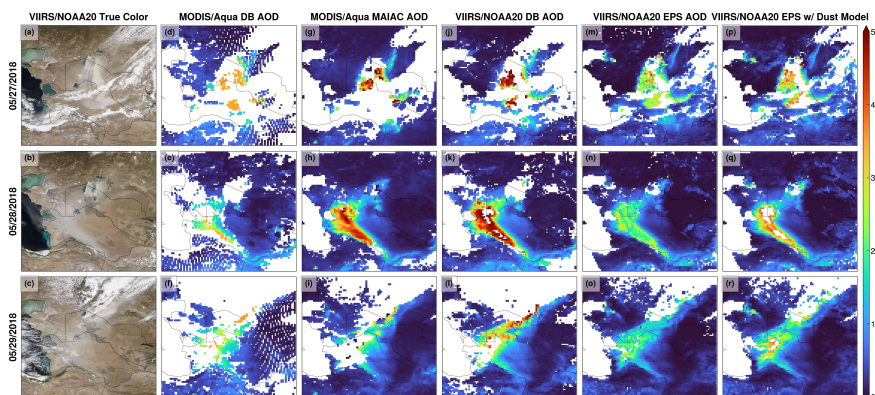 VIIRS/NOAA20 True Color MODIS/Aqua DB AOD MODIS/Aqua MAIAC AOD VIIRS/NOAA20 DB AOD VIIRS/NOAA20 EPS AOD VIIRS/NOAA20 EPS w/ Dust Model
05/27/2018
(a) (d) (g) (j) (m) (p)
05/28/2018
(b) (e) (h) (k) (n) (q)
05/29/2018
(c) (f) (i) (l) (o) (r)
5
4
3
2
1